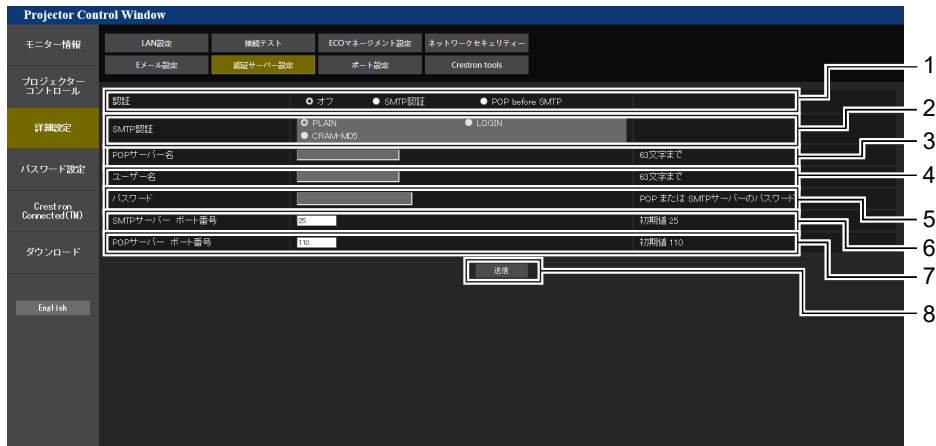 Projector Control Window
モニター情報
プロジェクター
コントロール
詳細設定
パスワード設定
Crestron
Connected(TM)
ダウンロード
English
LAN設定 接続テスト ECOマネージメント設定 ネットワークセキュリティー
Eメール設定 認証サーバー設定 ポート設定 Crestron tools
認証 オフ SMTP認証 POP before SMTP
SMTP認証 PLAIN LOGIN
CRAM-MD5
POPサーバー名 63文字まで
ユーザー名 63文字まで
パスワード POP または SMTPサーバーのパスワード
SMTPサーバー ポート番号 25 初期値 25
POPサーバー ポート番号 110 初期値 110
送信
1
2
3
4
5
6
7
8